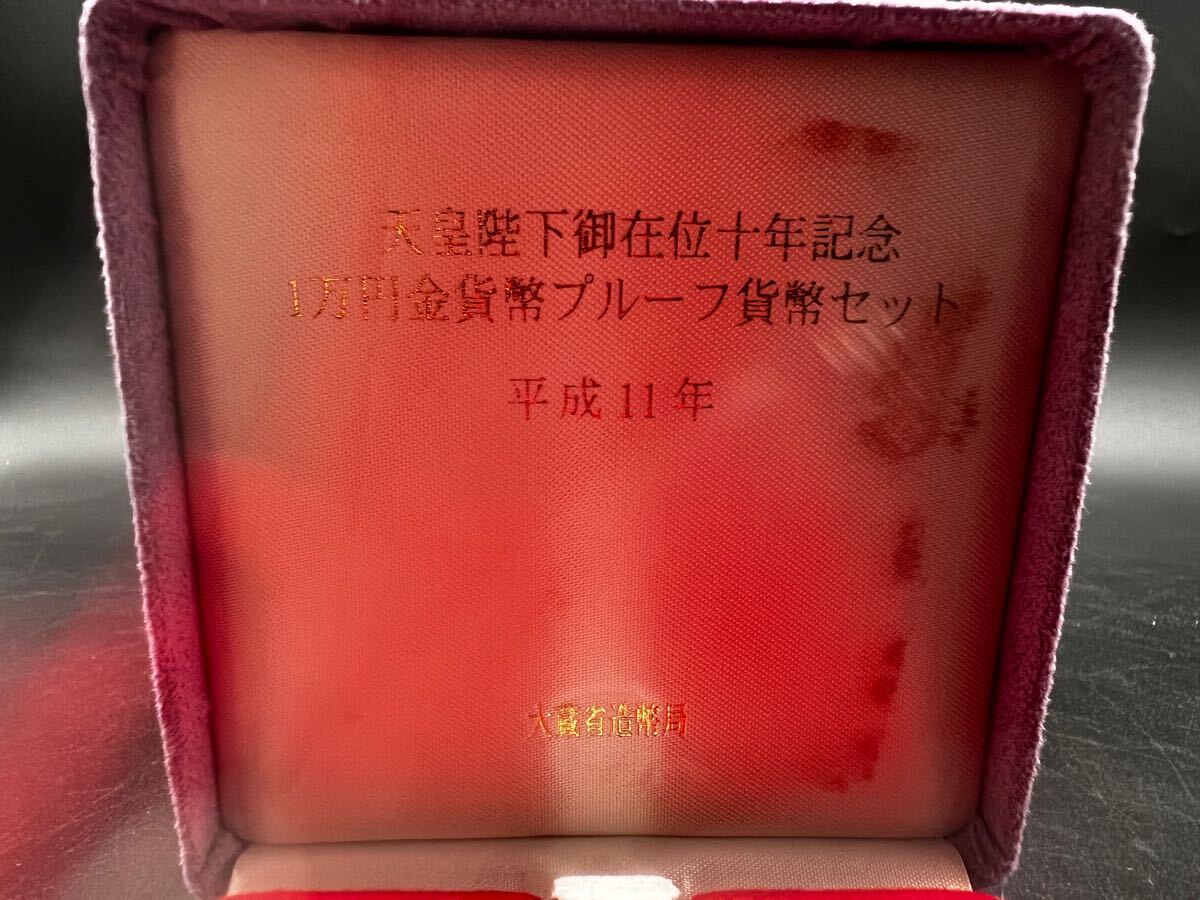 天皇陛下御在位十年記念
1万円金貨幣プルーフ貨幣セット
平成11年
大蔵省造幣局